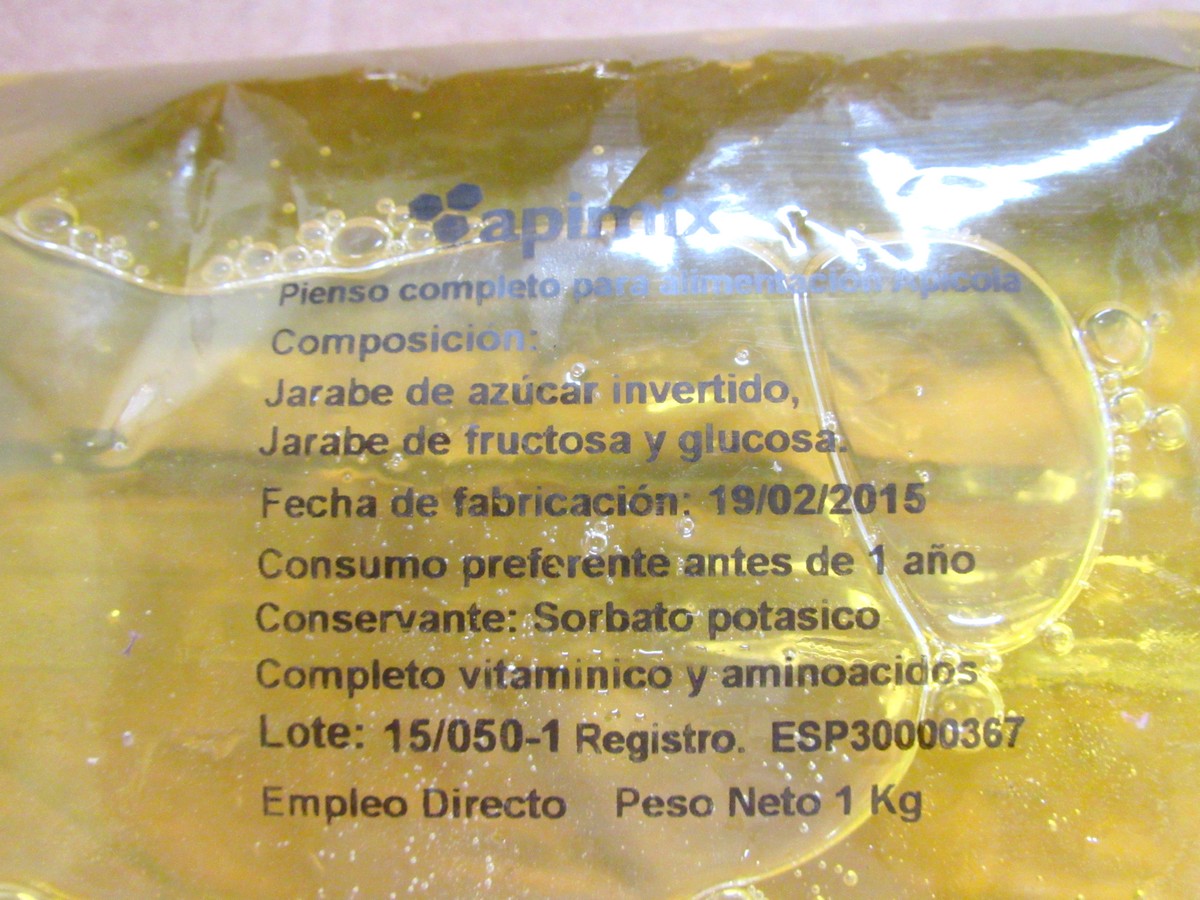 apimix
Pienso completo para alimentación Apicola
Composición:
Jarabe de azúcar invertido,
Jarabe de fructosa y glucosa.
Fecha de fabricación: 19/02/2015
Consumo preferente antes de 1 año
Conservante: Sorbato potasico
Completo vitaminico y aminoacidos
Lote: 15/050-1 Registro. ESP30000367
Empleo Directo Peso Neto 1 Kg